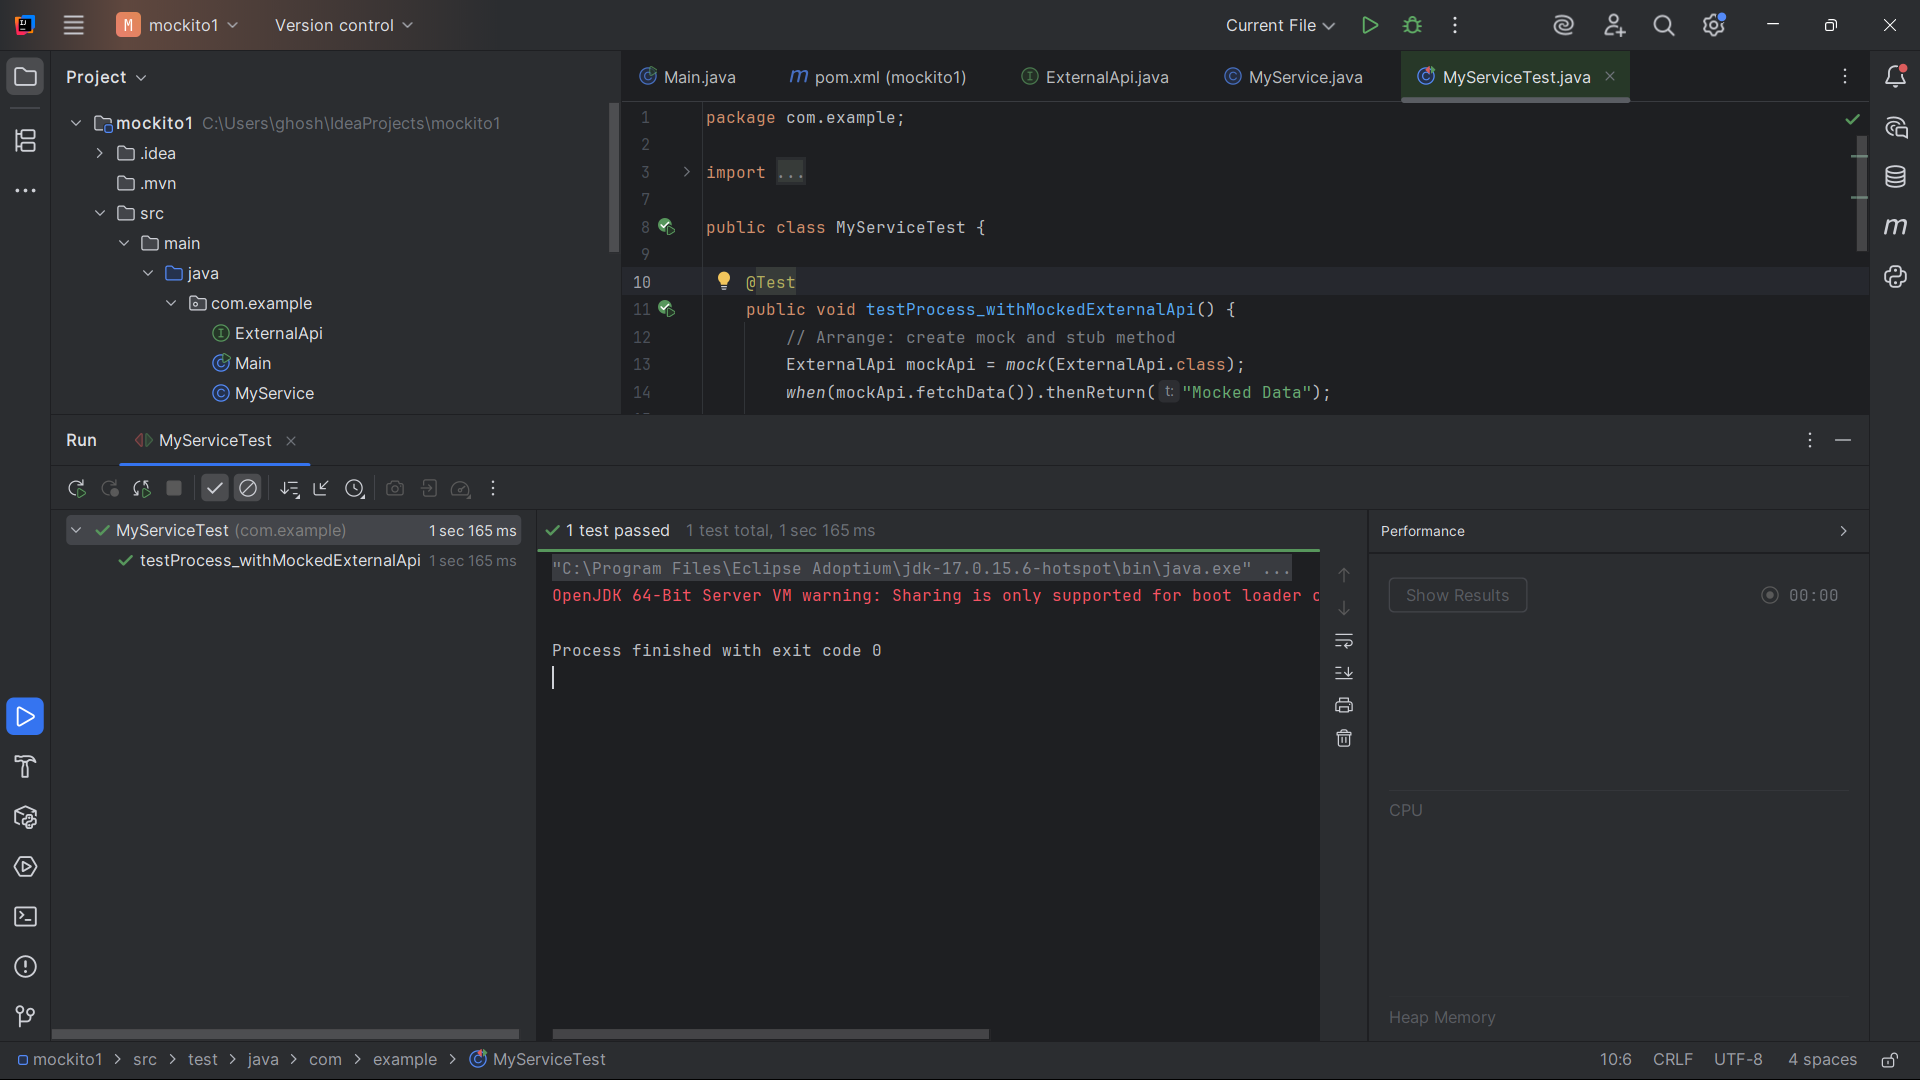 M mockito1 Version control Current File
Project
Main.java pom.xml (mockito1) ExternalApi.java MyService.java MyServiceTest.java
mockito1 C:\Users\ghosh\IdeaProjects\mockito1
.idea
.mvn
src
main
java
com.example
ExternalApi
Main
MyService
1 package com.example;
2
3 import ...
7
8 public class MyServiceTest {
9
10 @Test
11 public void testProcess_withMockedExternalApi() {
12 // Arrange: create mock and stub method
13 ExternalApi mockApi = mock(ExternalApi.class);
14 when(mockApi.fetchData()).thenReturn( t: "Mocked Data");
Run MyServiceTest
MyServiceTest (com.example) 1 sec 165 ms
testProcess_withMockedExternalApi 1 sec 165 ms
1 test passed 1 test total, 1 sec 165 ms
"C:\Program Files\Eclipse Adoptium\jdk-17.0.15.6-hotspot\bin\java.exe" ...
OpenJDK 64-Bit Server VM warning: Sharing is only supported for boot loader
Process finished with exit code 0
Performance
Show Results 00:00
CPU
Heap Memory
mockito1 > src > test > java > com > example > MyServiceTest 10:6 CRLF UTF-8 4 spaces